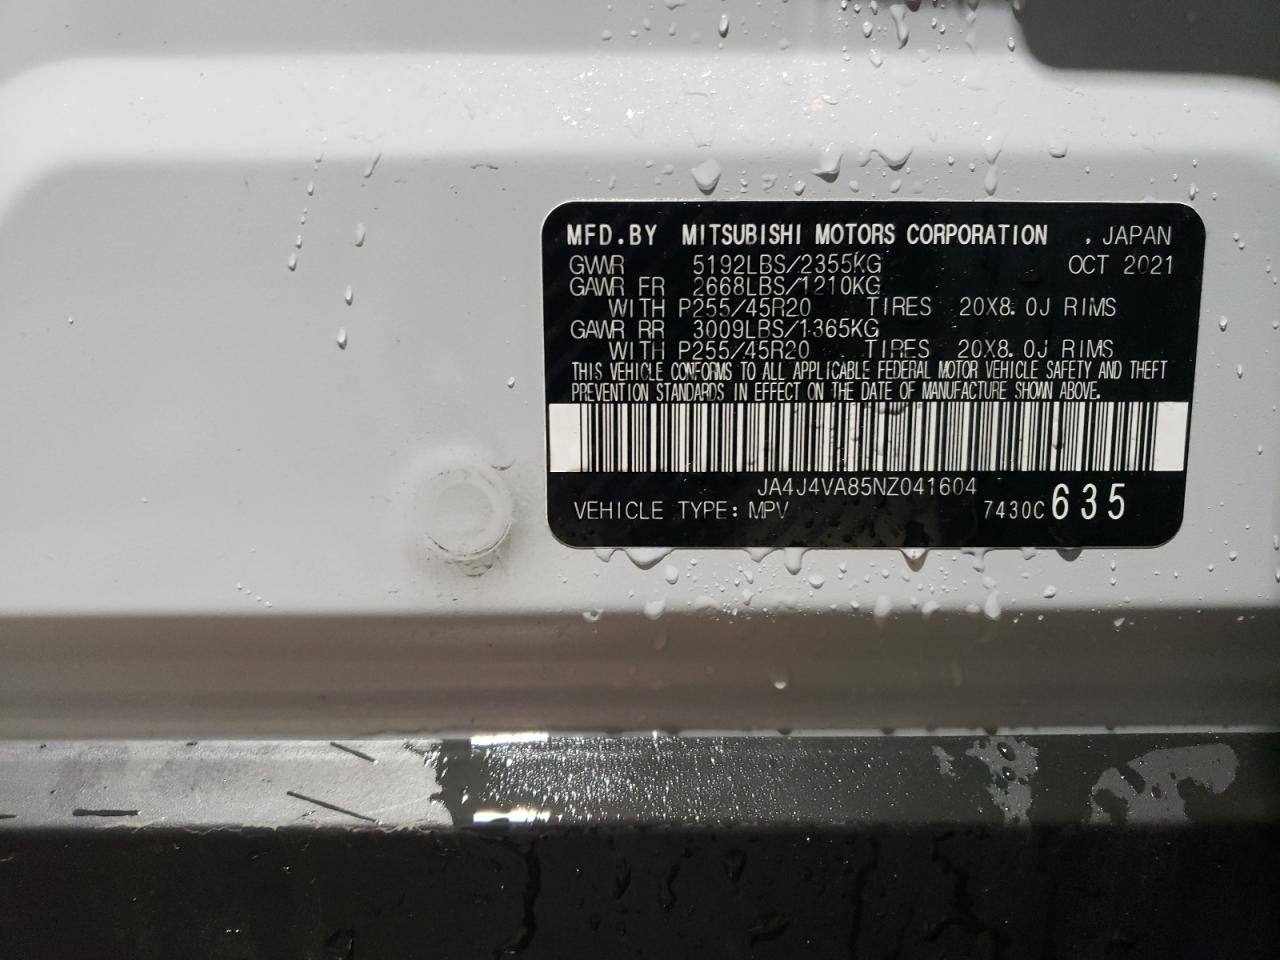 MFD.BY MITSUBISHI MOTORS CORPORATION , JAPAN
GVWR 5192LBS/2355KG OCT 2021
GAWR FR 2668LBS/1210KG
WITH P255/45R20 TIRES 20X8.0J RIMS
GAWR RR 3009LBS/1365KG
WITH P255/45R20 TIRES 20X8.0J RIMS
THIS VEHICLE CONFORMS TO ALL APPLICABLE FEDERAL MOTOR VEHICLE SAFETY AND THEFT
PREVENTION STANDARDS IN EFFECT ON THE DATE OF MANUFACTURE SHOWN ABOVE.
JA4J4VA85NZ041604
VEHICLE TYPE: MPV 7430C 635